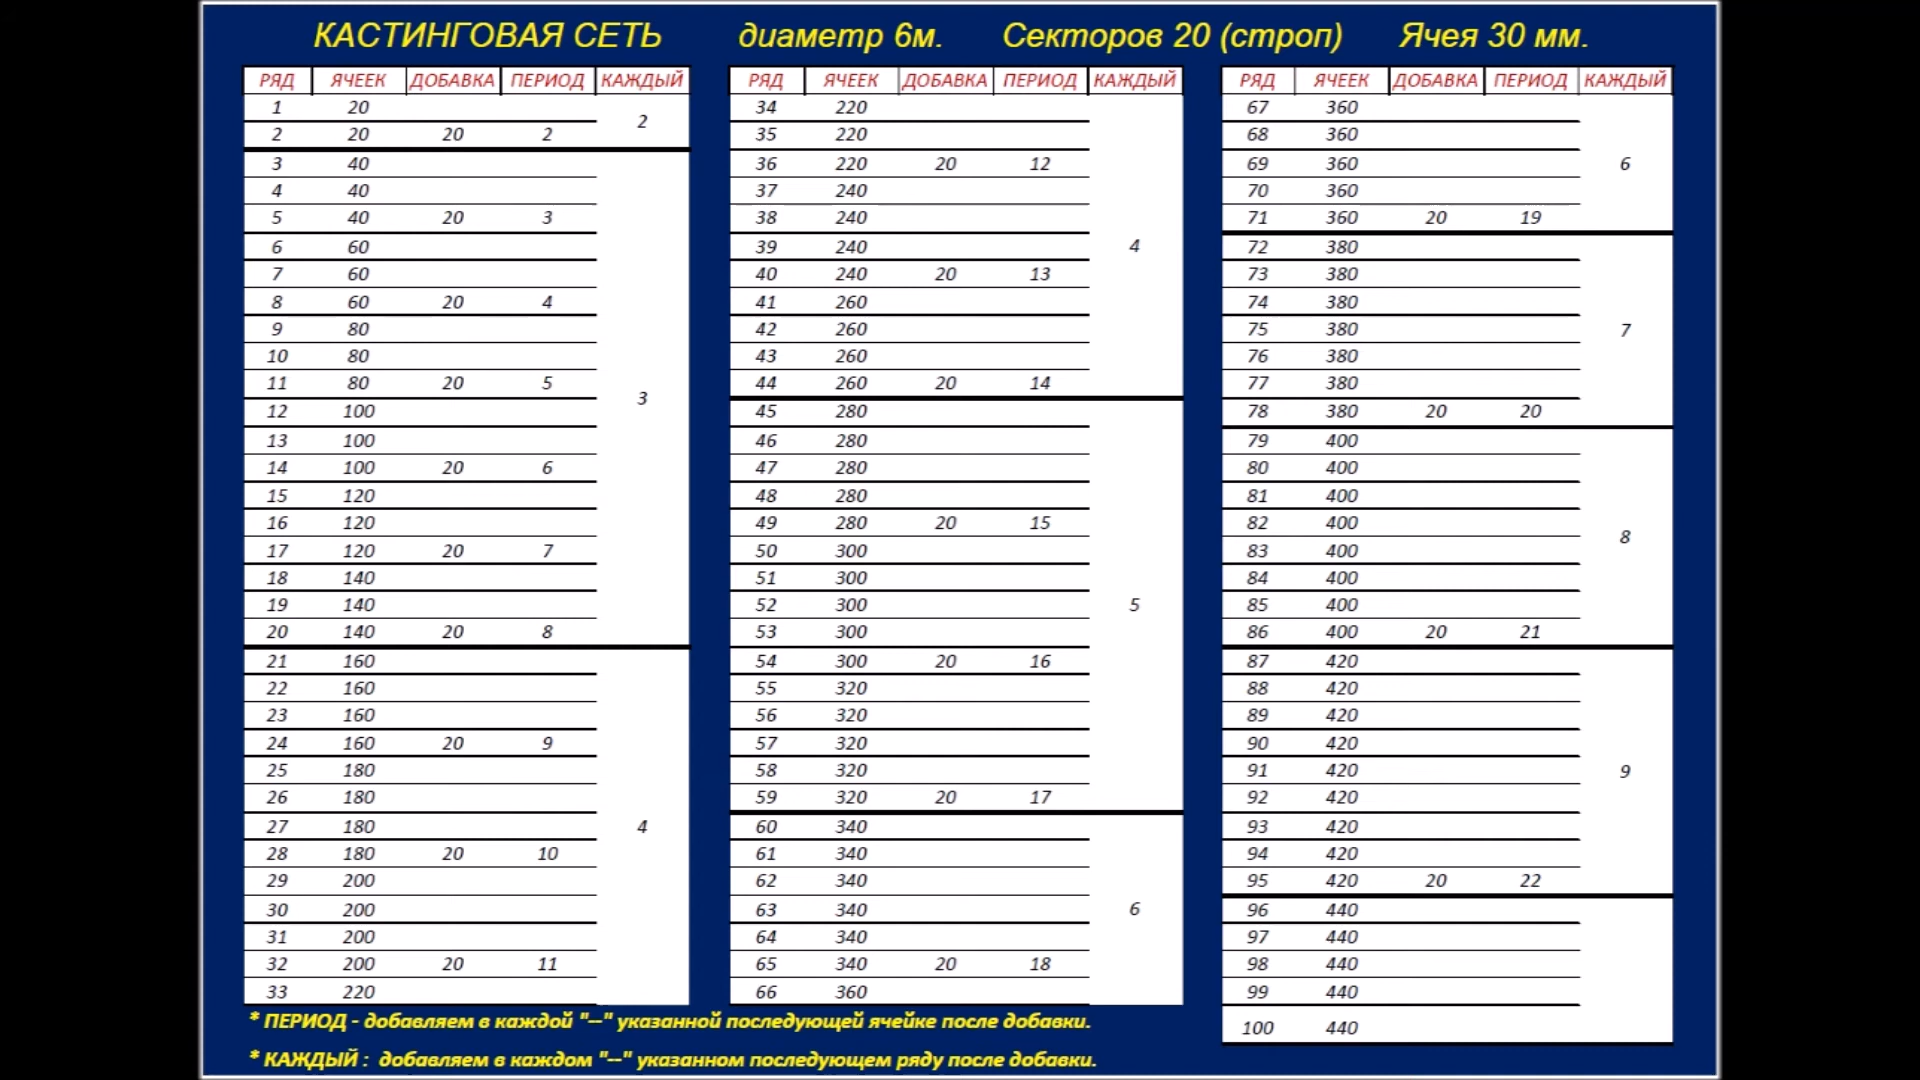 КАСТИНГОВАЯ СЕТЬ диаметр 6м. Секторов 20 (строп) Ячея 30 мм.
РЯД ЯЧЕЕК ДОБАВКА ПЕРИОД КАЖДЫЙ
1 20
2
2 20 20 2
3 40
4 40
5 40 20 3
6 60
7 60
8 60 20 4
9 80
10 80
11 80 20 5
3
12 100
13 100
14 100 20 6
15 120
16 120
17 120 20 7
18 140
19 140
20 140 20 8
21 160
22 160
23 160
24 160 20 9
25 180
26 180
27 180 4
28 180 20 10
29 200
30 200
31 200
32 200 20 11
33 220
РЯД ЯЧЕЕК ДОБАВКА ПЕРИОД КАЖДЫЙ
34 220
35 220
36 220 20 12
37 240
38 240
39 240 4
40 240 20 13
41 260
42 260
43 260
44 260 20 14
45 280
46 280
47 280
48 280
49 280 20 15
50 300
51 300
52 300 5
53 300
54 300 20 16
55 320
56 320
57 320
58 320
59 320 20 17
60 340
61 340
62 340
63 340 6
64 340
65 340 20 18
66 360
РЯД ЯЧЕЕК ДОБАВКА ПЕРИОД КАЖДЫЙ
67 360
68 360
69 360 6
70 360
71 360 20 19
72 380
73 380
74 380
75 380 7
76 380
77 380
78 380 20 20
79 400
80 400
81 400
82 400
8
83 400
84 400
85 400
86 400 20 21
87 420
88 420
89 420
90 420
91 420 9
92 420
93 420
94 420
95 420 20 22
96 440
97 440
98 440
99 440
100 440
* ПЕРИОД - добавляем в каждой "--" указанной последующей ячейке после добавки.
* КАЖДЫЙ : добавляем в каждом "--" указанном последующем ряду после добавки.